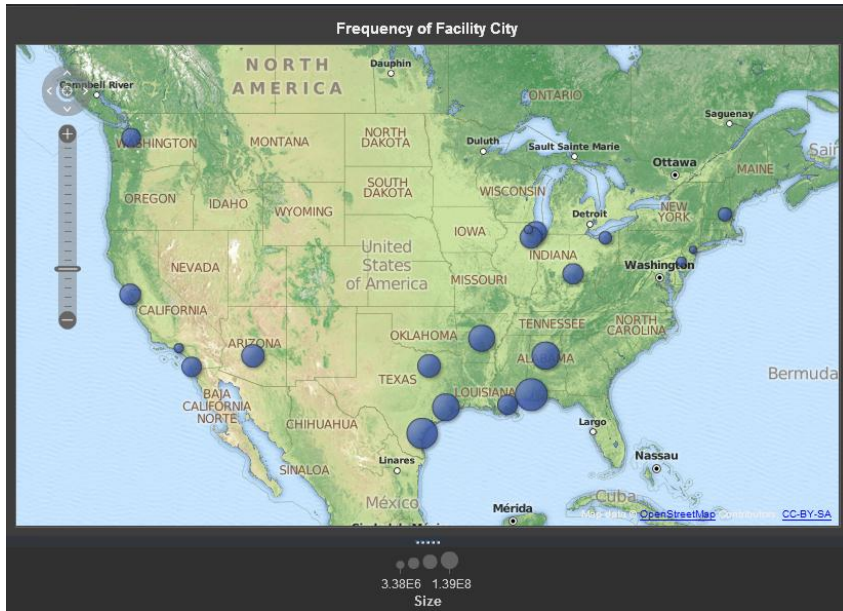 Frequency of Facility City
NORTH
AMERICA
Dauphin
Campbell River
ONTARIO
Saguenay
WASHINGTON
MONTANA
NORTH
DAKOTA
Duluth
Sault Sainte Marie
Ottawa
MAINE
OREGON
IDAHO
SOUTH
DAKOTA
WISCONSIN
WYOMING
Detroit
NEW
YORK
IOWA
United
States
of America
INDIANA
NEVADA
MISSOURI
Washington
CALIFORNIA
OKLAHOMA
TENNESSEE
NORTH
CAROLINA
ARIZONA
ALABAMA
TEXAS
LOUISIANA
Bermuda
BAJA
CALIFORNIA
NORTE
CHIHUAHUA
Largo
Nassau
Linares
SINALOA
México
Mérida
Cuba
OpenStreetMap
CC-BY-SA
3.38E6 1.39E8
Size